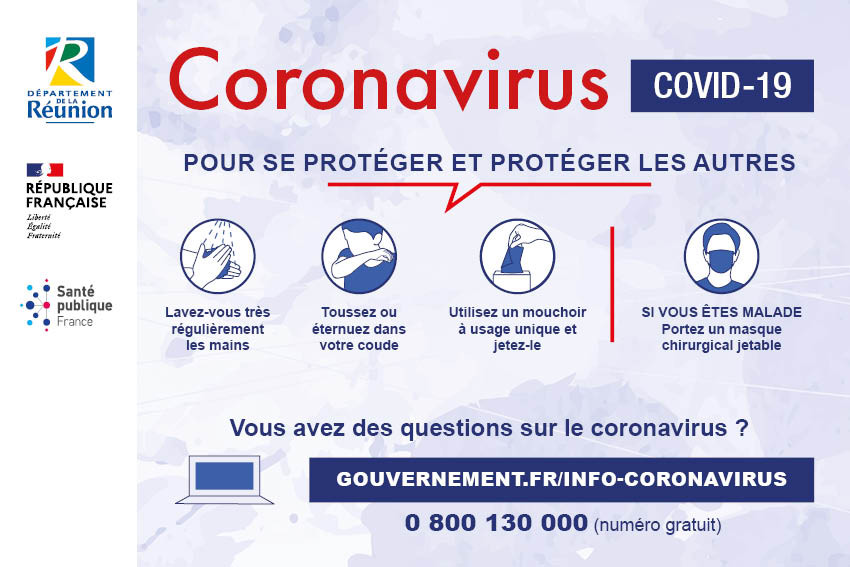 DÉPARTEMENT
DE LA
Réunion
RÉPUBLIQUE
FRANÇAISE
Liberté
Égalité
Fraternité
Santé
publique
France
Coronavirus
COVID-19
POUR SE PROTÉGER ET PROTÉGER LES AUTRES
Lavez-vous très
régulièrement
les mains
Toussez ou
éternuez dans
votre coude
Utilisez un mouchoir
à usage unique et
jetez-le
SI VOUS ÊTES MALADE
Portez un masque
chirurgical jetable
Vous avez des questions sur le coronavirus ?
GOUVERNEMENT.FR/INFO-CORONAVIRUS
0 800 130 000 (numéro gratuit)